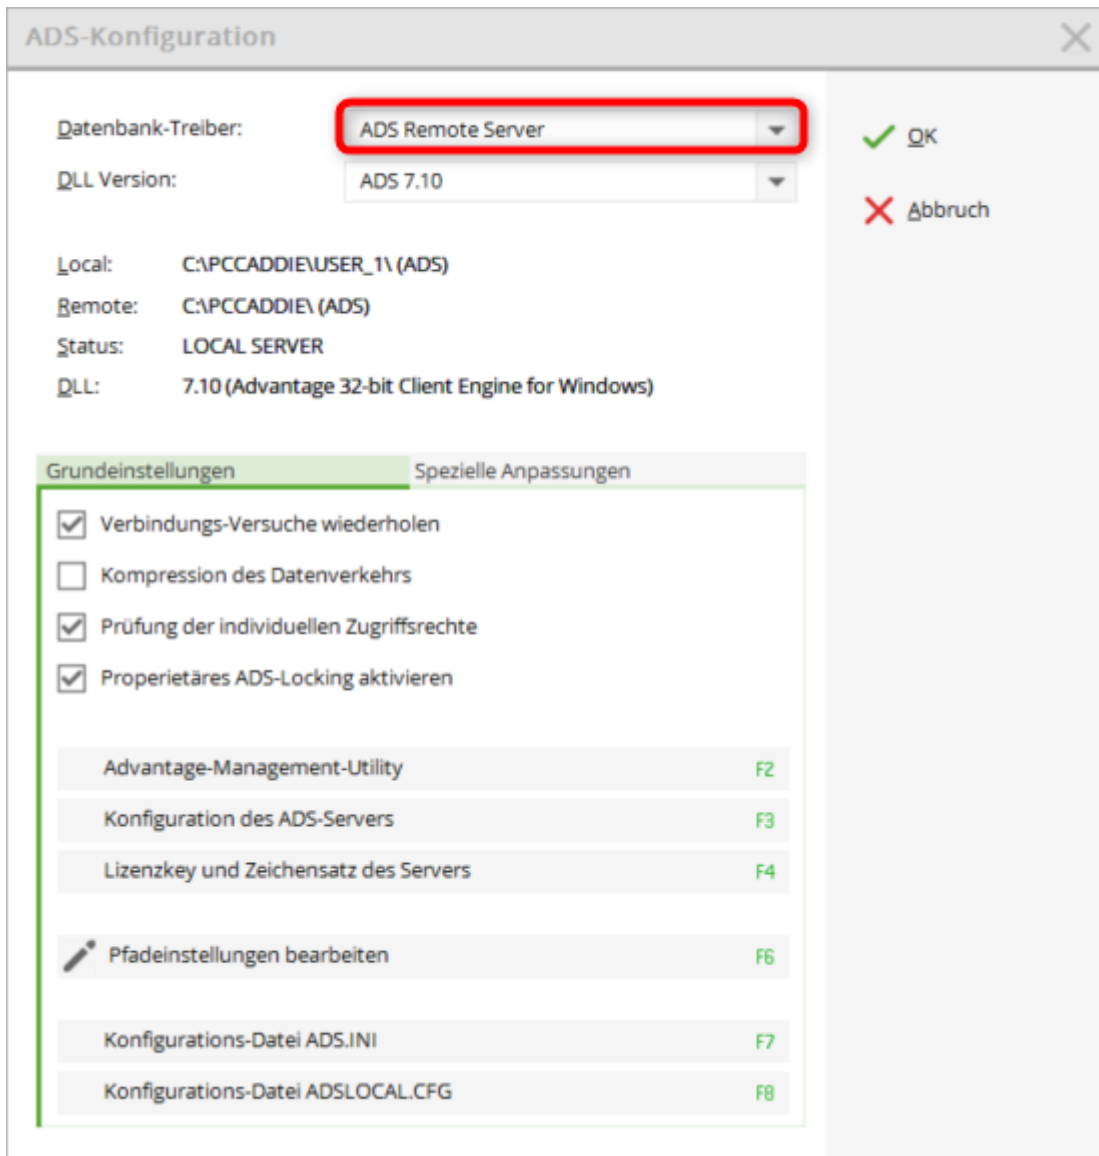 ADS-Konfiguration
Datenbank-Treiber: ADS Remote Server
OK
DLL Version: ADS 7.10
Abbruch
Local: C:\PCCADDIE\USER_1\ (ADS)
Remote: C:\PCCADDIE\ (ADS)
Status: LOCAL SERVER
DLL: 7.10 (Advantage 32-bit Client Engine for Windows)
Grundeinstellungen Spezielle Anpassungen
Verbindungs-Versuche wiederholen
Kompression des Datenverkehrs
Prüfung der individuellen Zugriffsrechte
Properietäres ADS-Locking aktivieren
Advantage-Management-Utility F2
Konfiguration des ADS-Servers F3
Lizenzkey und Zeichensatz des Servers F4
Pfadeinstellungen bearbeiten F6
Konfigurations-Datei ADS.INI F7
Konfigurations-Datei ADSLOCAL.CFG F8